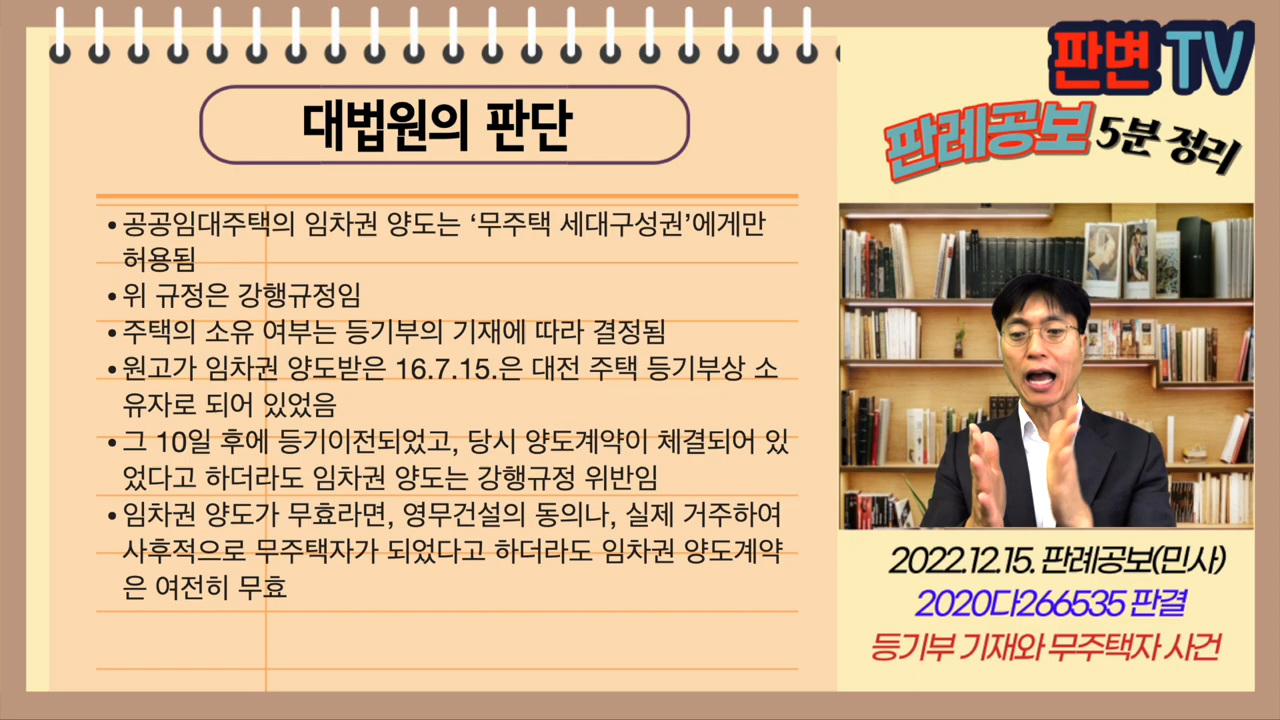 대법원의 판단
• 공공임대주택의 임차권 양도는 ‘무주택 세대구성권’에게만
허용됨
• 위 규정은 강행규정임
• 주택의 소유 여부는 등기부의 기재에 따라 결정됨
• 원고가 임차권 양도받은 16.7.15.은 대전 주택 등기부상 소
유자로 되어 있었음
• 그 10일 후에 등기이전되었고, 당시 양도계약이 체결되어 있
었다고 하더라도 임차권 양도는 강행규정 위반임
• 임차권 양도가 무효라면, 영무건설의 동의나, 실제 거주하여
사후적으로 무주택자가 되었다고 하더라도 임차권 양도계약
은 여전히 무효
판변 TV
판례공보 5분 정리
2022.12.15. 판례공보(민사)
2020다266535 판결
등기부 기재와 무주택자 사건